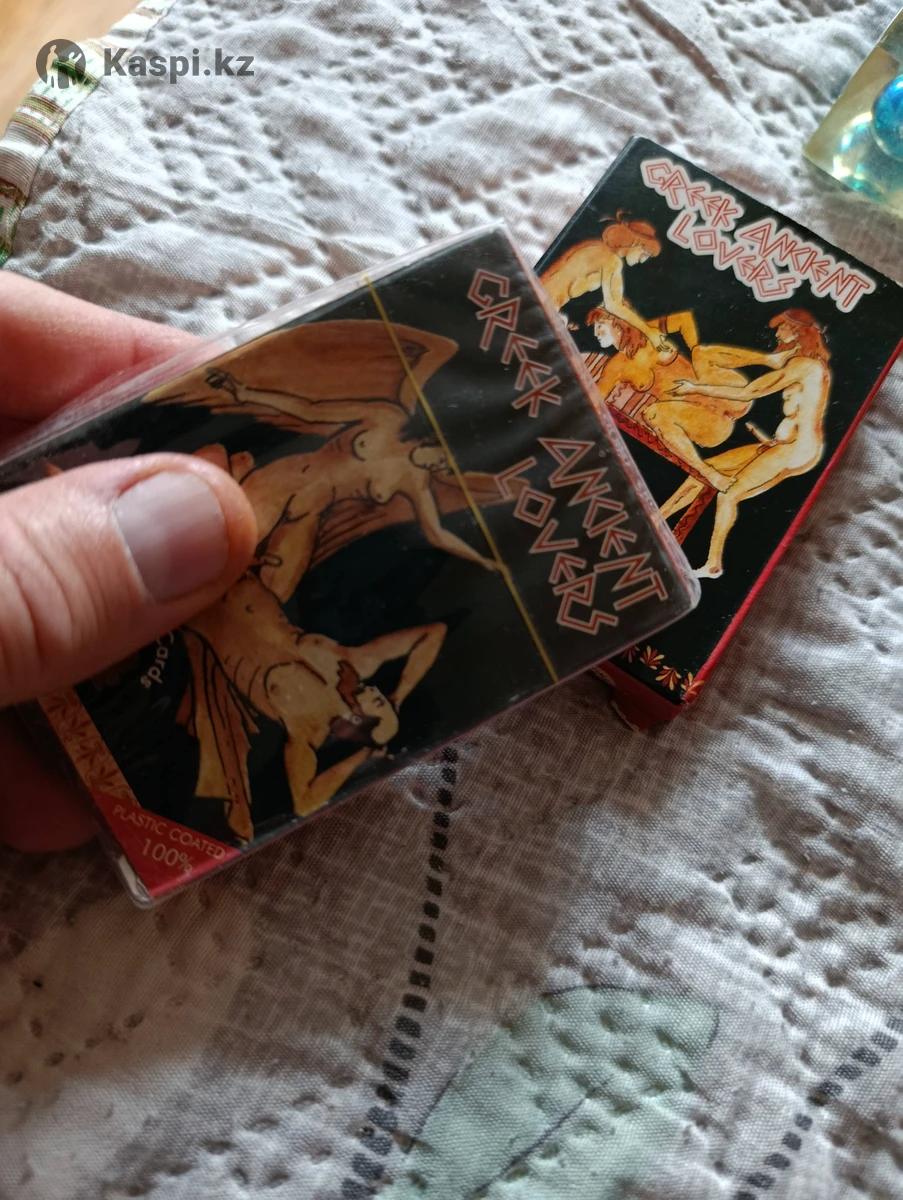 Kaspi.kz
GREEK ANCIENT
LOVERS
GREEK ANCIENT
LOVERS
Cards
PLASTIC COATED
100%